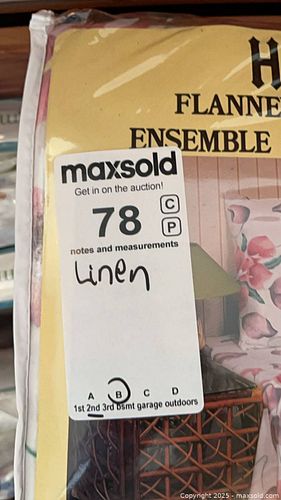 H
FLANNE
ENSEMBLE
maxsold
Get in on the auction!
78 C
P
notes and measurements
Linen
A B C D
1st 2nd 3rd bsmt garage outdoors
Copyright 2025 - maxsold.com